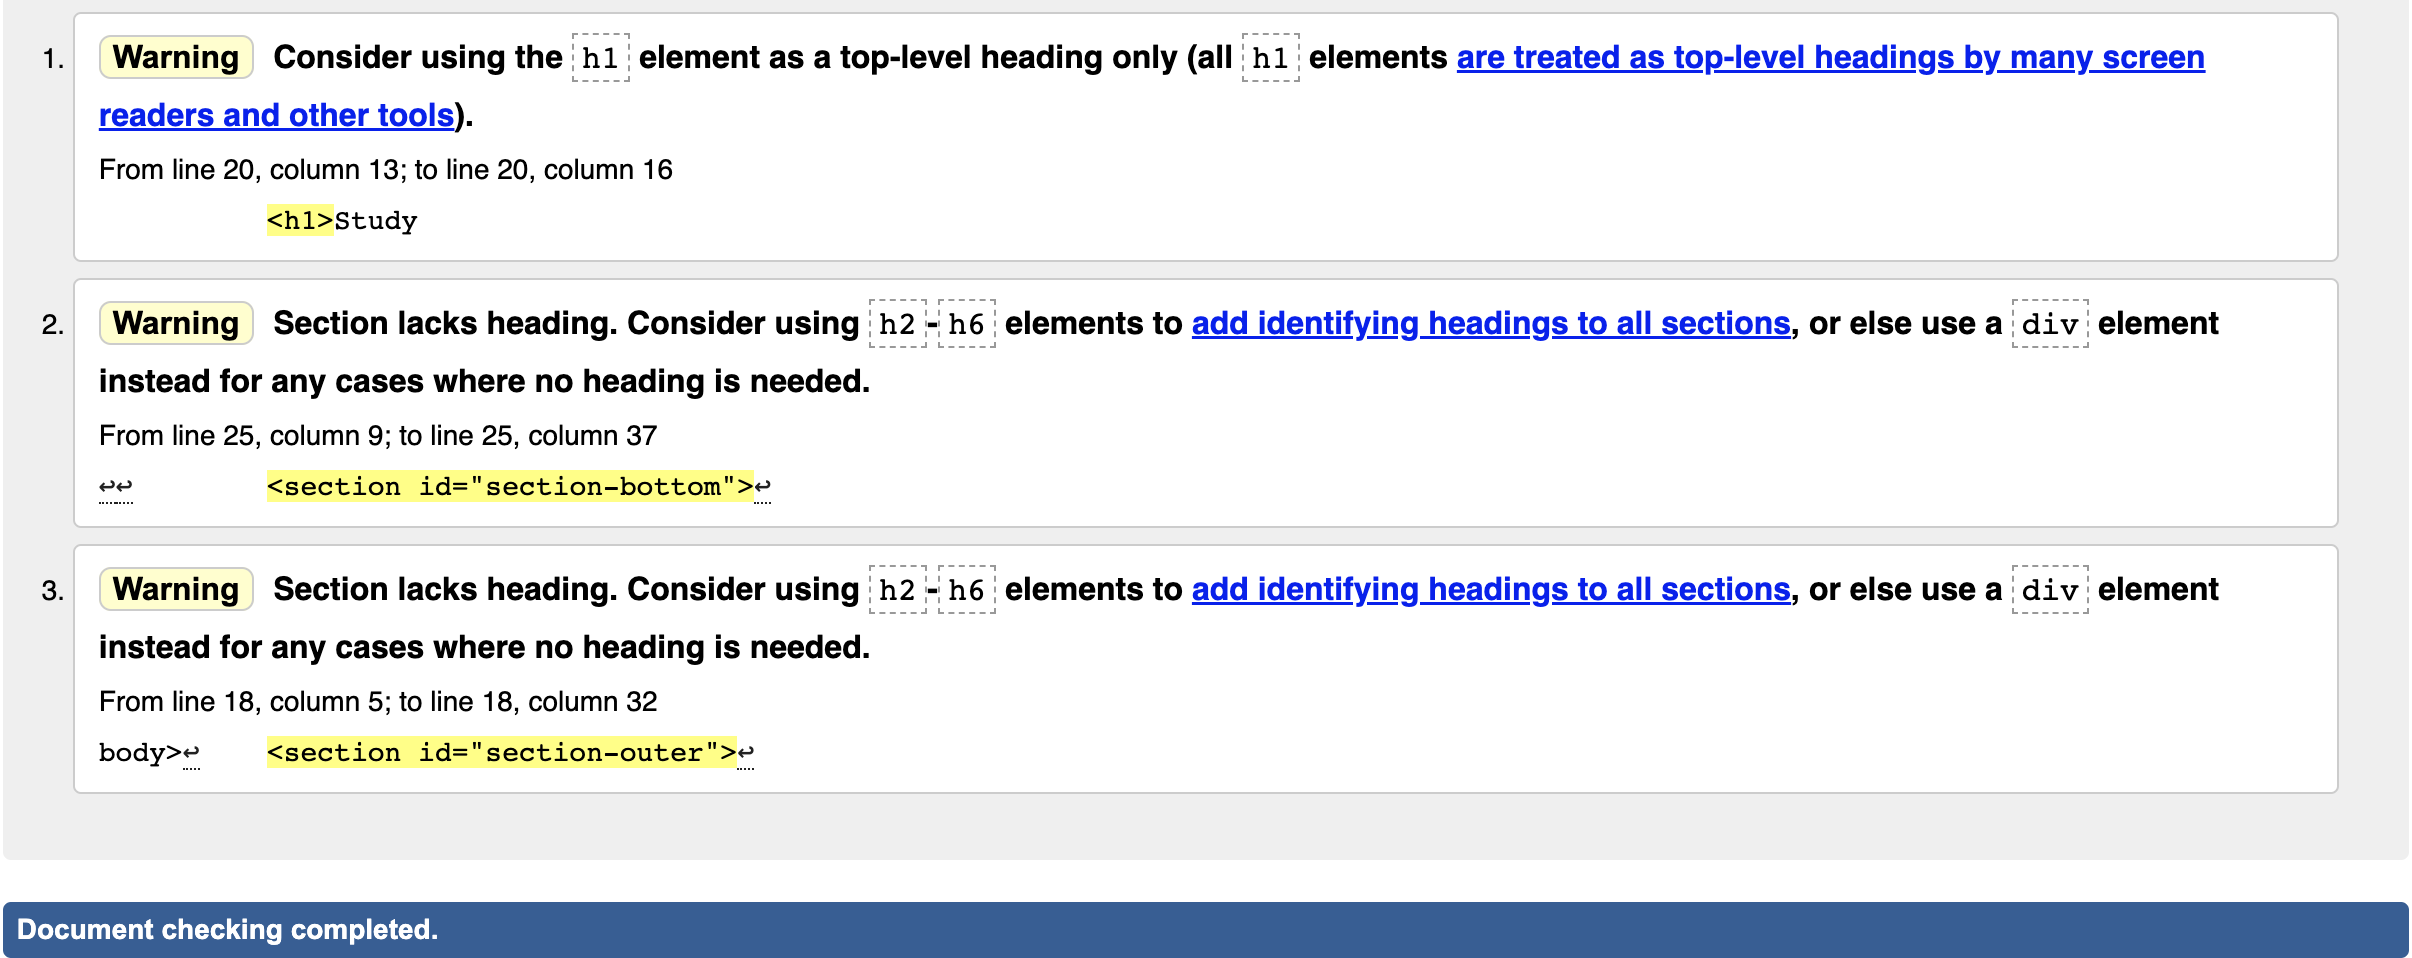 1. Warning Consider using the h1 element as a top-level heading only (all h1 elements are treated as top-level headings by many screen
readers and other tools).
From line 20, column 13; to line 20, column 16
<h1>Study
2. Warning Section lacks heading. Consider using h2-h6 elements to add identifying headings to all sections, or else use a div element
instead for any cases where no heading is needed.
From line 25, column 9; to line 25, column 37
↩↩ <section id="section-bottom">↩
3. Warning Section lacks heading. Consider using h2-h6 elements to add identifying headings to all sections, or else use a div element
instead for any cases where no heading is needed.
From line 18, column 5; to line 18, column 32
body>↩ <section id="section-outer">↩
Document checking completed.